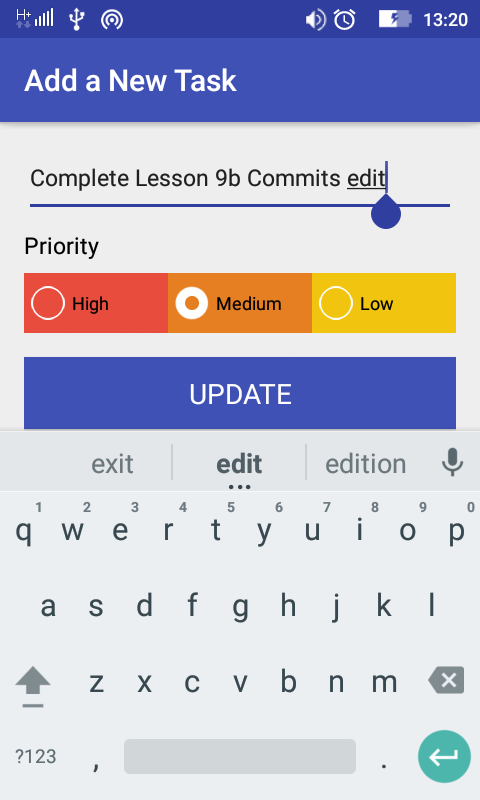 H+ 13:20
Add a New Task
Complete Lesson 9b Commits edit
Priority
High Medium Low
UPDATE
exit edit edition
1 2 3 4 5 6 7 8 9 0
q w e r t y u i o p
a s d f g h j k l
z x c v b n m
?123 , .